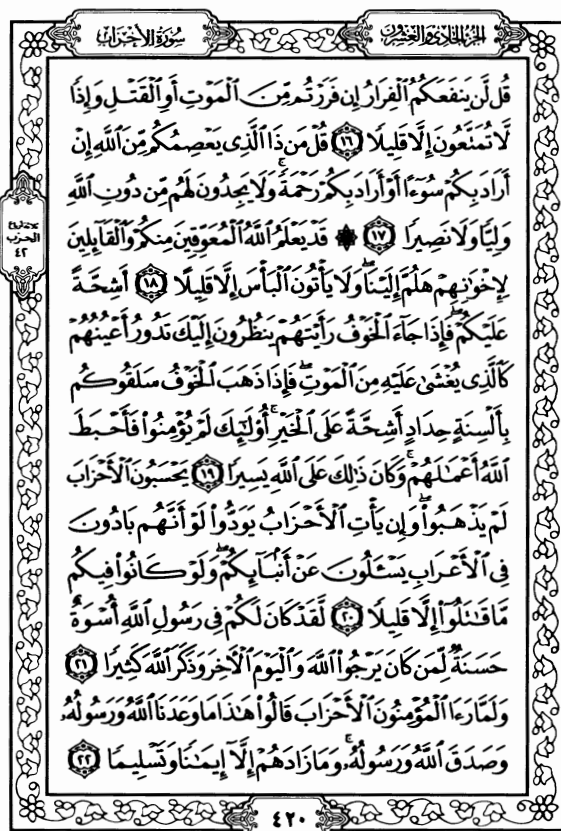 الجزء الحادي والعشرون
سورة الأحزاب
قُل لَّن يَنفَعَكُمُ ٱلْفِرَارُ إِن فَرَرْتُم مِّنَ ٱلْمَوْتِ أَوِ ٱلْقَتْلِ وَإِذًا
لَّا تُمَتَّعُونَ إِلَّا قَلِيلًا ١٦ قُلْ مَن ذَا ٱلَّذِى يَعْصِمُكُم مِّنَ ٱللَّهِ إِنْ
أَرَادَ بِكُمْ سُوٓءًا أَوْ أَرَادَ بِكُمْ رَحْمَةً ۚ وَلَا يَجِدُونَ لَهُم مِّن دُونِ ٱللَّهِ
وَلِيًّا وَلَا نَصِيرًا ١٧ ۞ قَدْ يَعْلَمُ ٱللَّهُ ٱلْمُعَوِّقِينَ مِنكُمْ وَٱلْقَآئِلِينَ
لِإِخْوَٰنِهِمْ هَلُمَّ إِلَيْنَا ۖ وَلَا يَأْتُونَ ٱلْبَأْسَ إِلَّا قَلِيلًا ١٨ أَشِحَّةً
عَلَيْكُمْ ۖ فَإِذَا جَآءَ ٱلْخَوْفُ رَأَيْتَهُمْ يَنظُرُونَ إِلَيْكَ تَدُورُ أَعْيُنُهُمْ
كَٱلَّذِى يُغْشَىٰ عَلَيْهِ مِنَ ٱلْمَوْتِ ۖ فَإِذَا ذَهَبَ ٱلْخَوْفُ سَلَقُوكُم
بِأَلْسِنَةٍ حِدَادٍ أَشِحَّةً عَلَى ٱلْخَيْرِ ۚ أُو۟لَٰٓئِكَ لَمْ يُؤْمِنُوا۟ فَأَحْبَطَ
ٱللَّهُ أَعْمَٰلَهُمْ ۚ وَكَانَ ذَٰلِكَ عَلَى ٱللَّهِ يَسِيرًا ١٩ يَحْسَبُونَ ٱلْأَحْزَابَ
لَمْ يَذْهَبُوا۟ ۖ وَإِن يَأْتِ ٱلْأَحْزَابُ يَوَدُّوا۟ لَوْ أَنَّهُم بَادُونَ
فِى ٱلْأَعْرَابِ يَسْـَٔلُونَ عَنْ أَنۢبَآئِكُمْ ۖ وَلَوْ كَانُوا۟ فِيكُم
مَّا قَٰتَلُوٓا۟ إِلَّا قَلِيلًا ٢٠ لَّقَدْ كَانَ لَكُمْ فِى رَسُولِ ٱللَّهِ أُسْوَةٌ
حَسَنَةٌ لِّمَن كَانَ يَرْجُوا۟ ٱللَّهَ وَٱلْيَوْمَ ٱلْءَاخِرَ وَذَكَرَ ٱللَّهَ كَثِيرًا ٢١
وَلَمَّا رَءَا ٱلْمُؤْمِنُونَ ٱلْأَحْزَابَ قَالُوا۟ هَٰذَا مَا وَعَدَنَا ٱللَّهُ وَرَسُولُهُۥ
وَصَدَقَ ٱللَّهُ وَرَسُولُهُۥ ۚ وَمَا زَادَهُمْ إِلَّآ إِيمَٰنًا وَتَسْلِيمًا ٢٢
الحزب
٤٢
٤٢٠